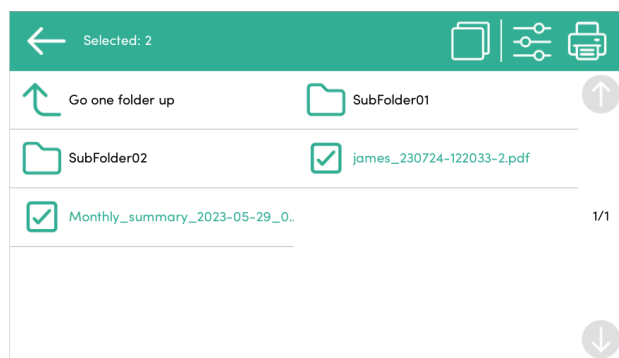 Selected: 2
Go one folder up
SubFolder01
SubFolder02
james_230724-122033-2.pdf
Monthly_summary_2023-05-29_0..
1/1